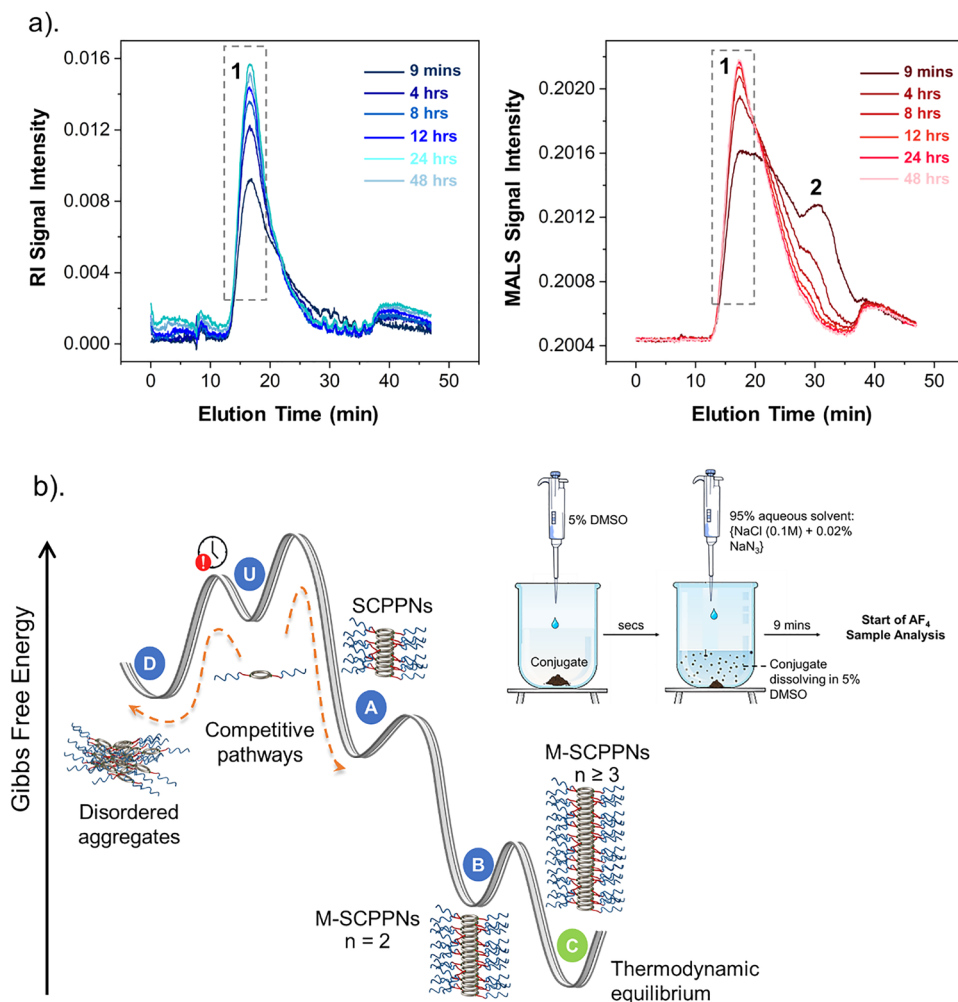 a).
RI Signal Intensity
0.016
0.012
0.008
0.004
0.000
1
9 mins
4 hrs
8 hrs
12 hrs
24 hrs
48 hrs
0 10 20 30 40 50
Elution Time (min)
MALS Signal Intensity
0.2020
0.2016
0.2012
0.2008
0.2004
1
2
9 mins
4 hrs
8 hrs
12 hrs
24 hrs
48 hrs
0 10 20 30 40 50
Elution Time (min)
b).
Gibbs Free Energy
D
U
!
SCPPNs
A
Competitive
pathways
Disordered
aggregates
M-SCPPNs
n = 2
B
M-SCPPNs
n ≥ 3
C
Thermodynamic
equilibrium
5% DMSO
Conjugate
secs
95% aqueous solvent:
{NaCl (0.1M) + 0.02%
NaN3}
9 mins
Conjugate
dissolving in 5%
DMSO
Start of AF4
Sample Analysis